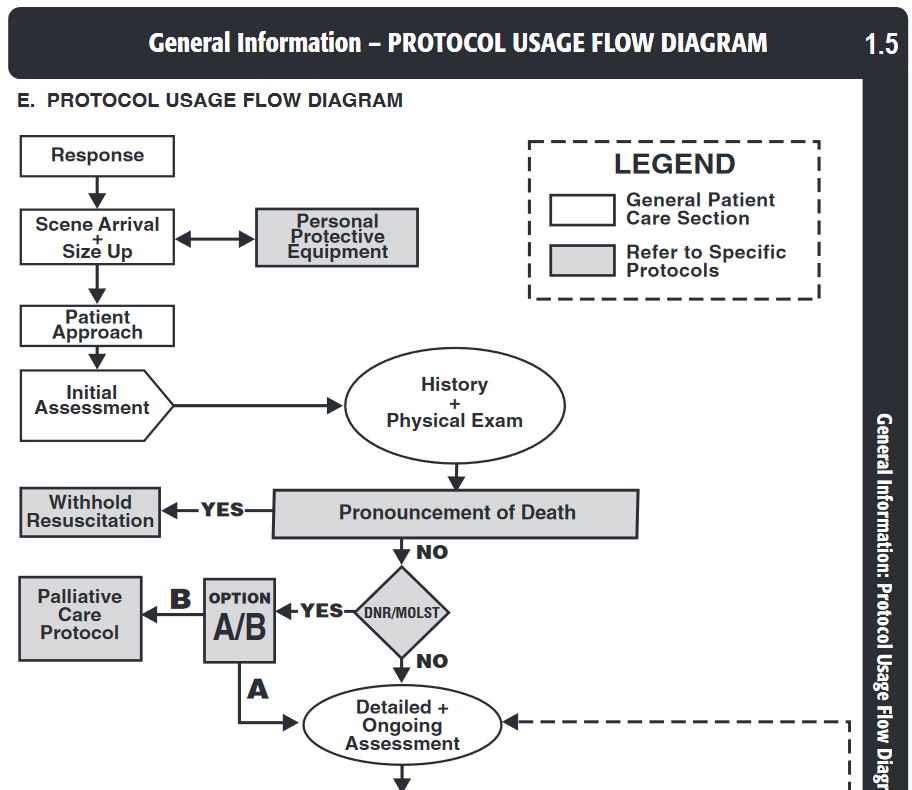 General Information – PROTOCOL USAGE FLOW DIAGRAM
1.5
E. PROTOCOL USAGE FLOW DIAGRAM
Response
LEGEND
General Patient
Care Section
Refer to Specific
Protocols
Scene Arrival
+
Size Up
Personal
Protective
Equipment
Patient
Approach
Initial
Assessment
History
+
Physical Exam
Withhold
Resuscitation
YES
Pronouncement of Death
NO
Palliative
Care
Protocol
B
OPTION
A/B
YES
DNR/MOLST
NO
A
Detailed +
Ongoing
Assessment
General Information: Protocol Usage Flow Diagr